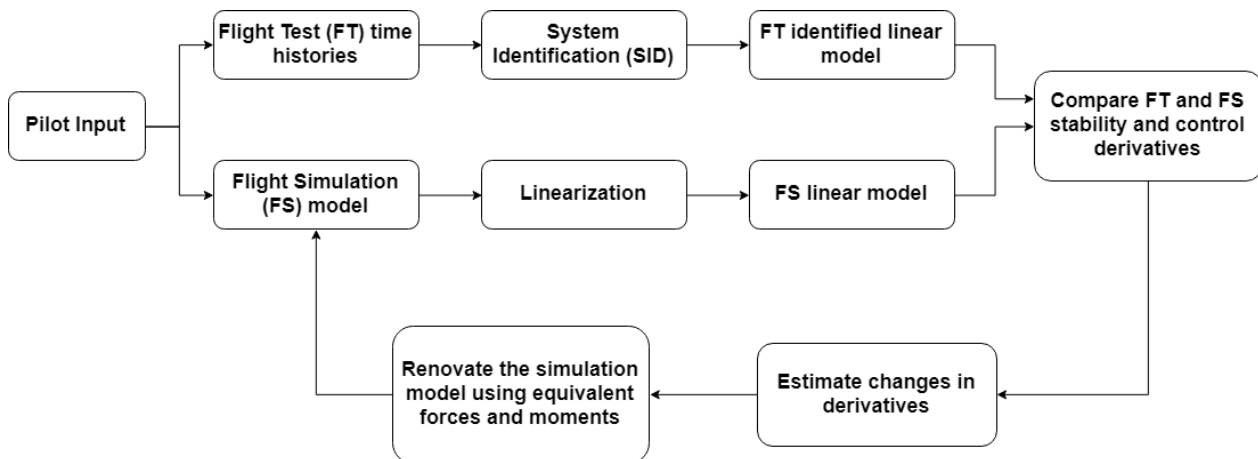 Pilot Input
Flight Test (FT) time
histories
System
Identification (SID)
FT identified linear
model
Compare FT and FS
stability and control
derivatives
Flight Simulation
(FS) model
Linearization
FS linear model
Renovate the simulation
model using equivalent
forces and moments
Estimate changes in
derivatives